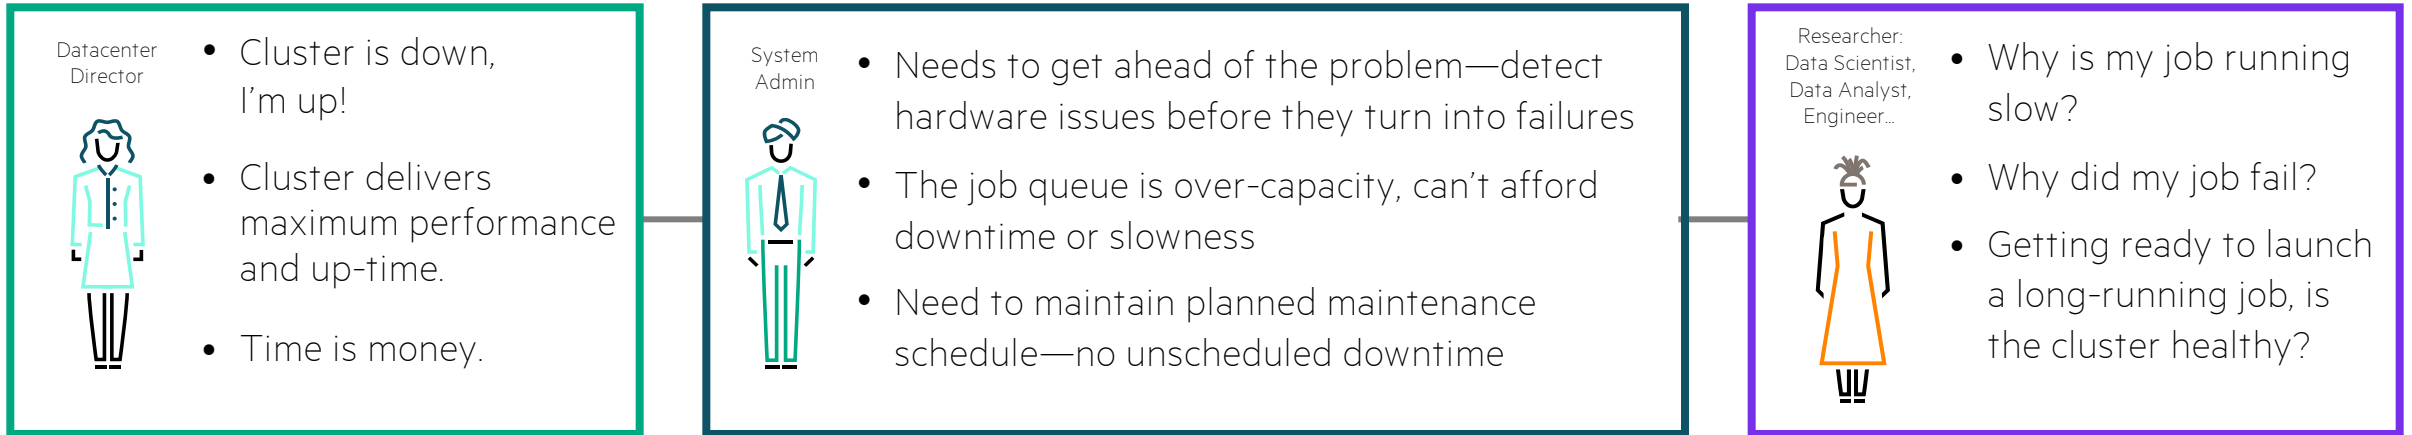 Datacenter
Director
• Cluster is down,
I’m up!
• Cluster delivers
maximum performance
and up-time.
• Time is money.
System
Admin
• Needs to get ahead of the problem—detect
hardware issues before they turn into failures
• The job queue is over-capacity, can’t afford
downtime or slowness
• Need to maintain planned maintenance
schedule—no unscheduled downtime
Researcher:
Data Scientist,
Data Analyst,
Engineer…
• Why is my job running
slow?
• Why did my job fail?
• Getting ready to launch
a long-running job, is
the cluster healthy?